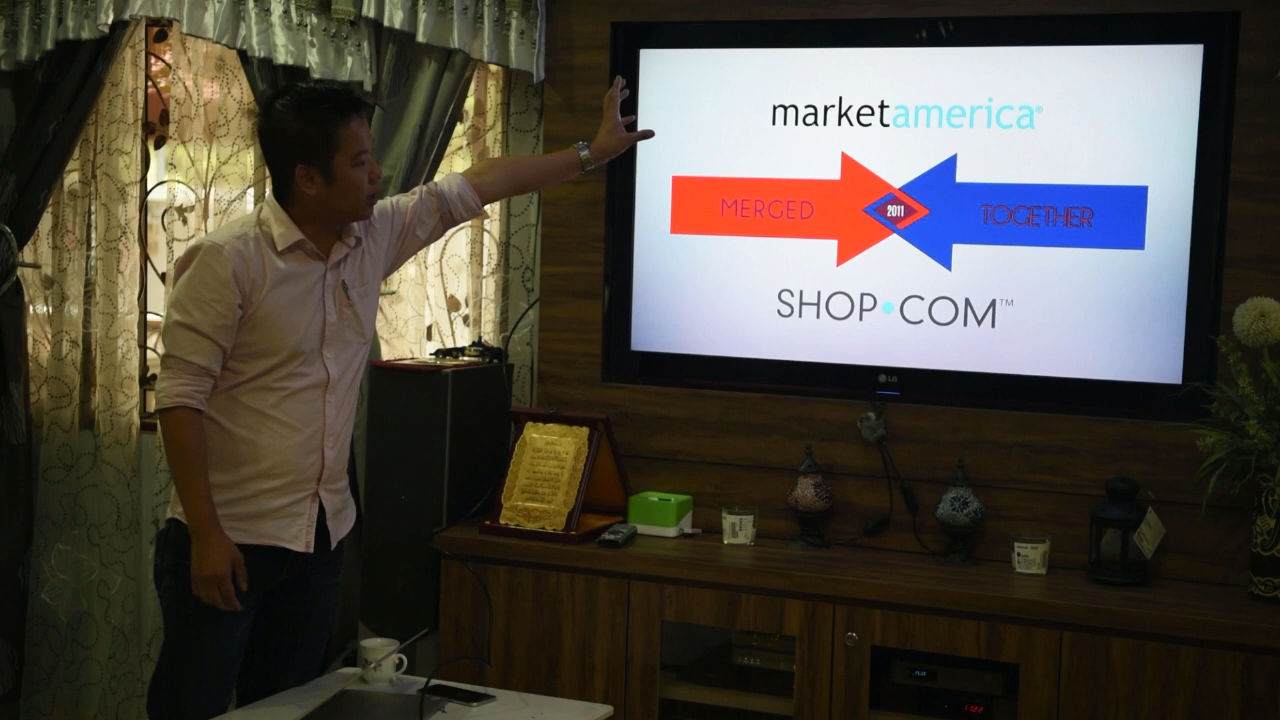 marketamerica®
MERGED
2011
TOGETHER
SHOP•COM™
LG